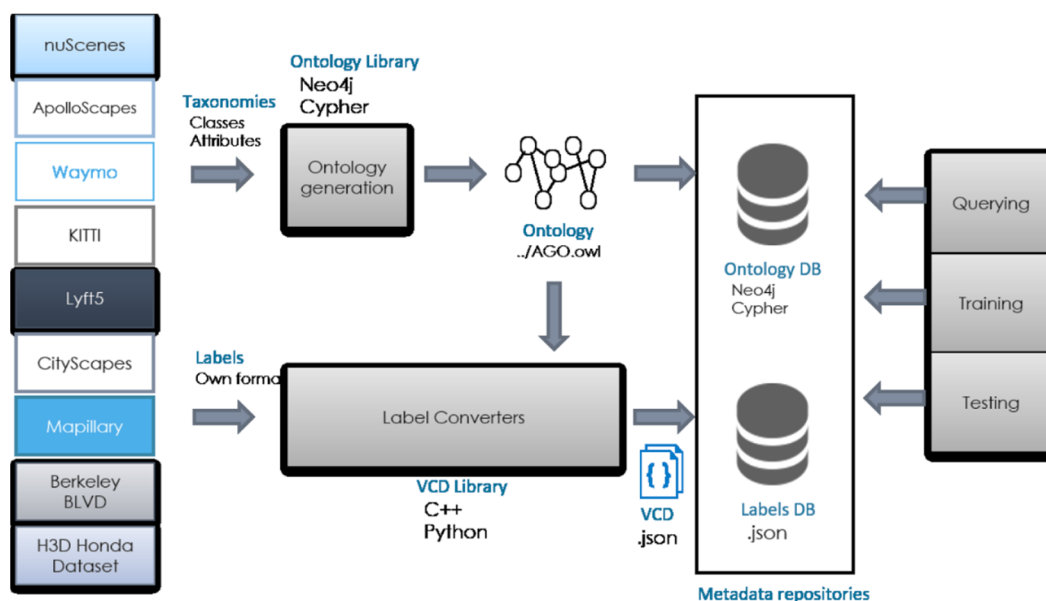 nuScenes
ApolloScapes
Waymo
KITTI
Lyft5
CityScapes
Mapillary
Berkeley
BLVD
H3D Honda
Dataset
Taxonomies
Classes
Attributes
Ontology Library
Neo4j
Cypher
Ontology
generation
Ontology
../AGO.owl
Labels
Own forma
Label Converters
VCD Library
C++
Python
{ }
VCD
.json
Ontology DB
Neo4j
Cypher
Labels DB
.json
Metadata repositories
Querying
Training
Testing